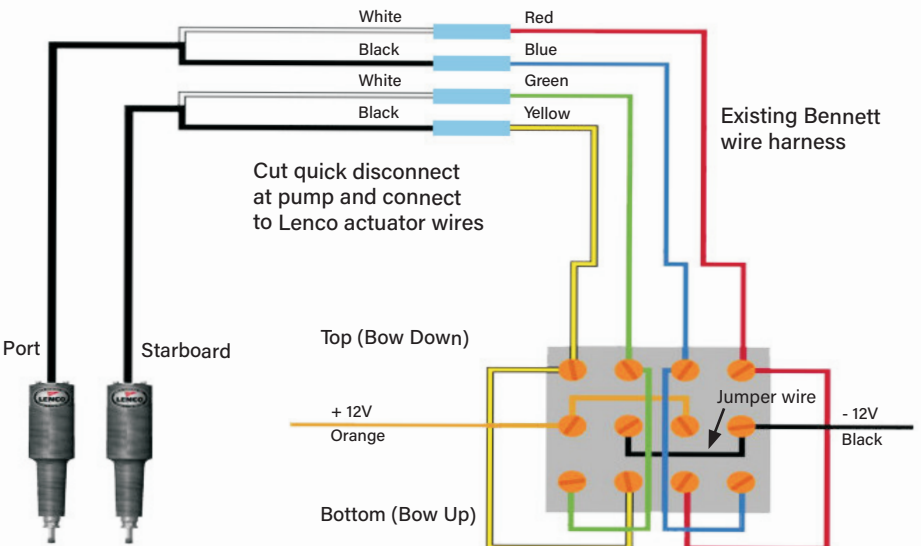 White
Red
Black
Blue
White
Green
Black
Yellow
Existing Bennett
wire harness
Cut quick disconnect
at pump and connect
to Lenco actuator wires
Port
Starboard
Top (Bow Down)
LENCO
LENCO
Jumper wire
+ 12V
Orange
- 12V
Black
Bottom (Bow Up)